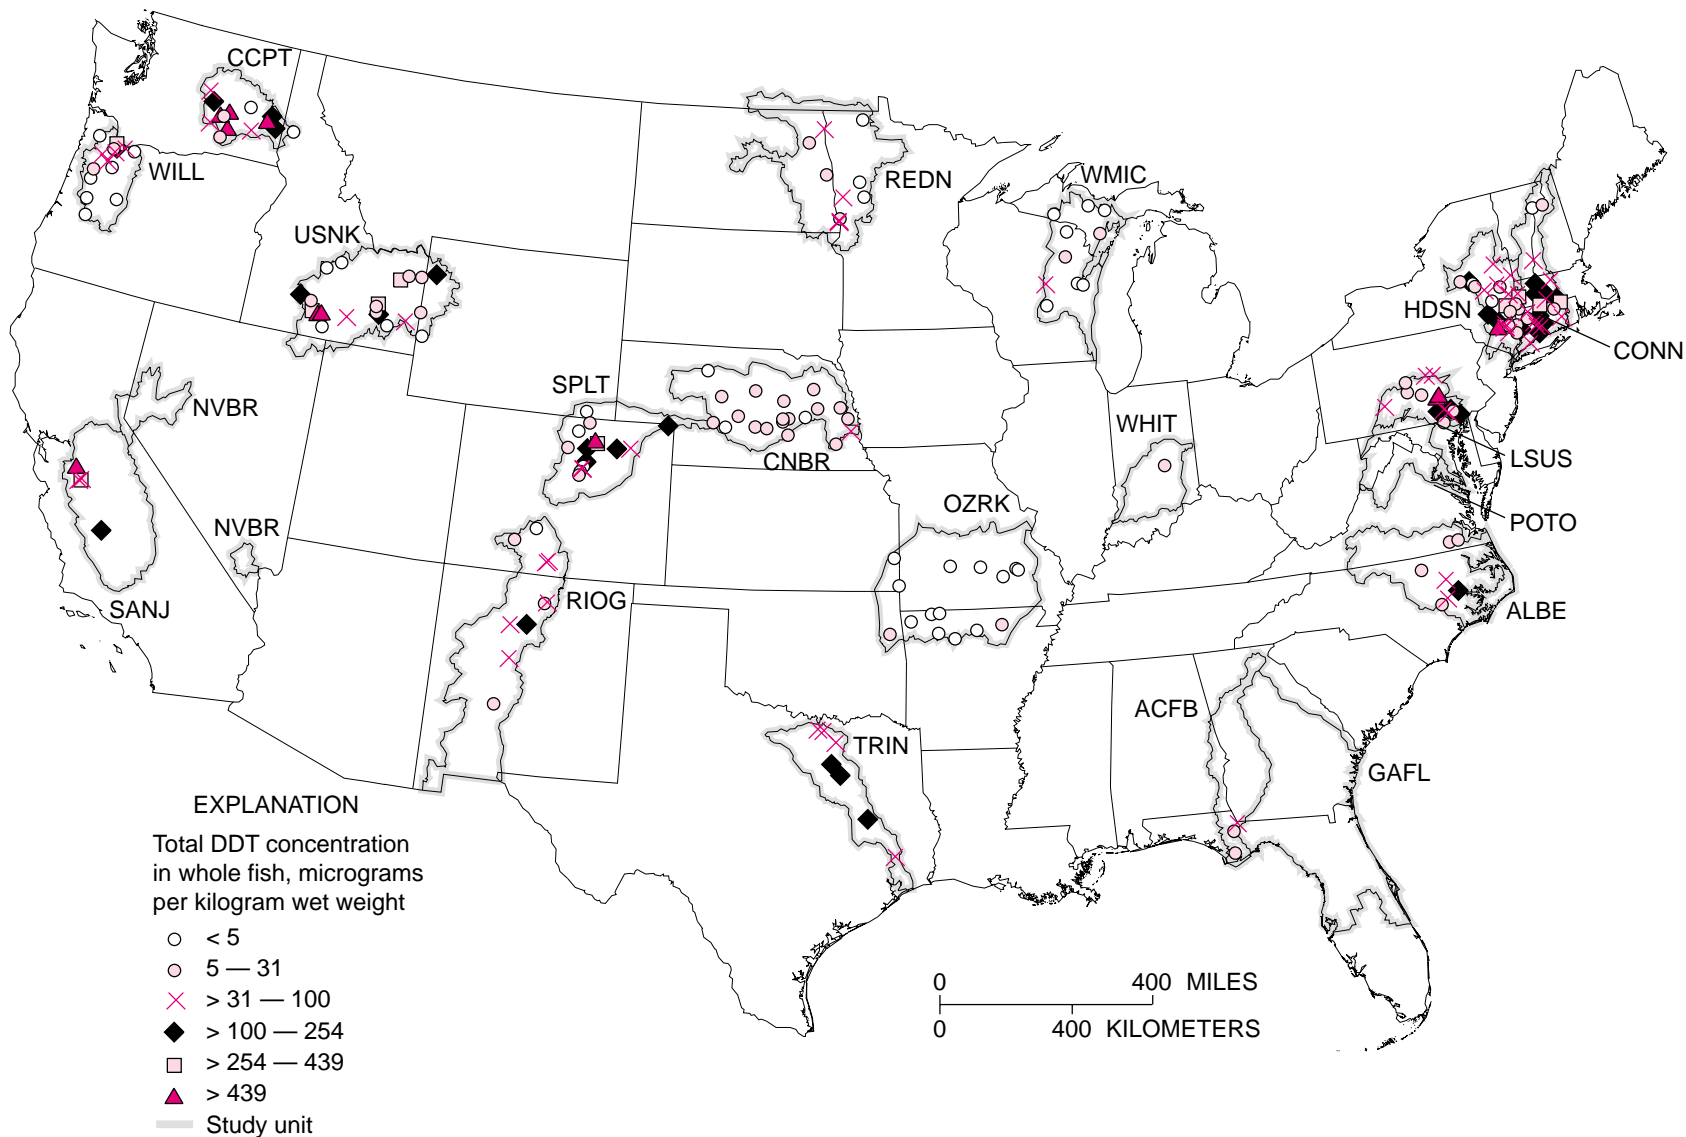 CCPT
WILL
REDN
WMIC
USNK
HDSN
CONN
SPLT
NVBR
WHIT
CNBR
LSUS
OZRK
POTO
NVBR
SANJ
RIOG
ALBE
ACFB
TRIN
GAFL
EXPLANATION
Total DDT concentration
in whole fish, micrograms
per kilogram wet weight
< 5
5 — 31
> 31 — 100
> 100 — 254
> 254 — 439
> 439
Study unit
0 400 MILES
0 400 KILOMETERS